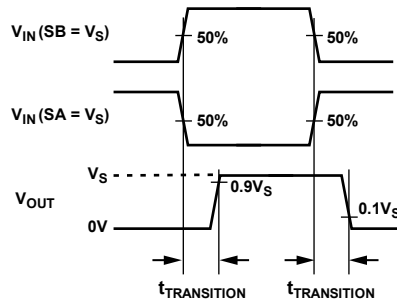 V_IN (SB = V_S)
50%
50%
V_IN (SA = V_S)
50%
50%
V_S
0.9V_S
V_OUT
0.1V_S
0V
t_TRANSITION
t_TRANSITION